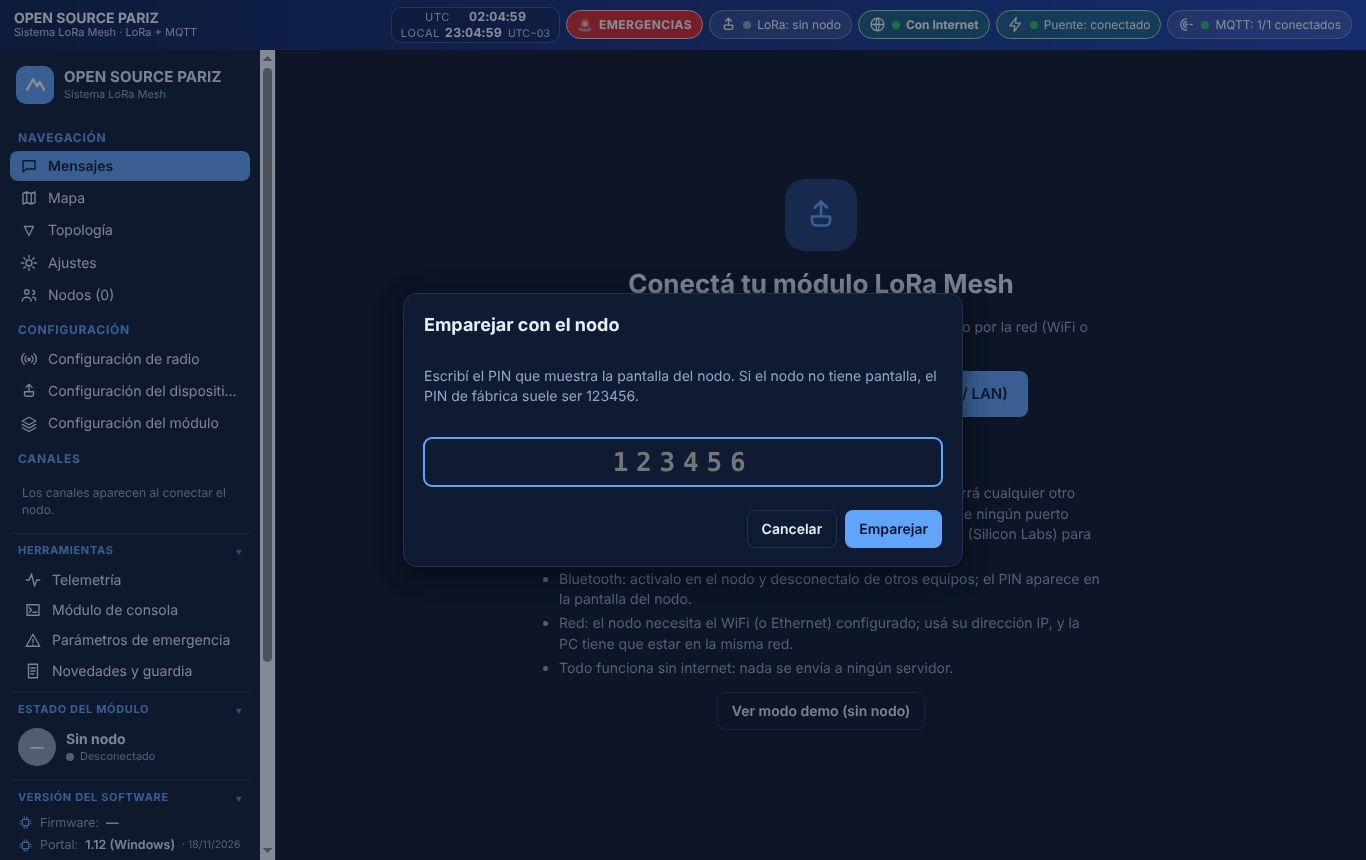 OPEN SOURCE PARIZ
Sistema LoRa Mesh · LoRa + MQTT
UTC 02:04:59
LOCAL 23:04:59 UTC−03
🚨 EMERGENCIAS
LoRa: sin nodo
Con Internet
Puente: conectado
MQTT: 1/1 conectados
OPEN SOURCE PARIZ
Sistema LoRa Mesh
NAVEGACIÓN
Mensajes
Mapa
Topología
Ajustes
Nodos (0)
CONFIGURACIÓN
Configuración de radio
Configuración del dispositi...
Configuración del módulo
CANALES
Los canales aparecen al conectar el
nodo.
HERRAMIENTAS
Telemetría
Módulo de consola
Parámetros de emergencia
Novedades y guardia
ESTADO DEL MÓDULO
— Sin nodo
Desconectado
VERSIÓN DEL SOFTWARE
Firmware: —
Portal: 1.12 (Windows) · 18/11/2026
Conectá tu módulo LoRa Mesh
o por la red (WiFi o
/ LAN)
Emparejar con el nodo
Escribí el PIN que muestra la pantalla del nodo. Si el nodo no tiene pantalla, el
PIN de fábrica suele ser 123456.
123456
Cancelar Emparejar
rrá cualquier otro
e ningún puerto
(Silicon Labs) para
• Bluetooth: activalo en el nodo y desconectalo de otros equipos; el PIN aparece en
la pantalla del nodo.
• Red: el nodo necesita el WiFi (o Ethernet) configurado; usá su dirección IP, y la
PC tiene que estar en la misma red.
• Todo funciona sin internet: nada se envía a ningún servidor.
Ver modo demo (sin nodo)